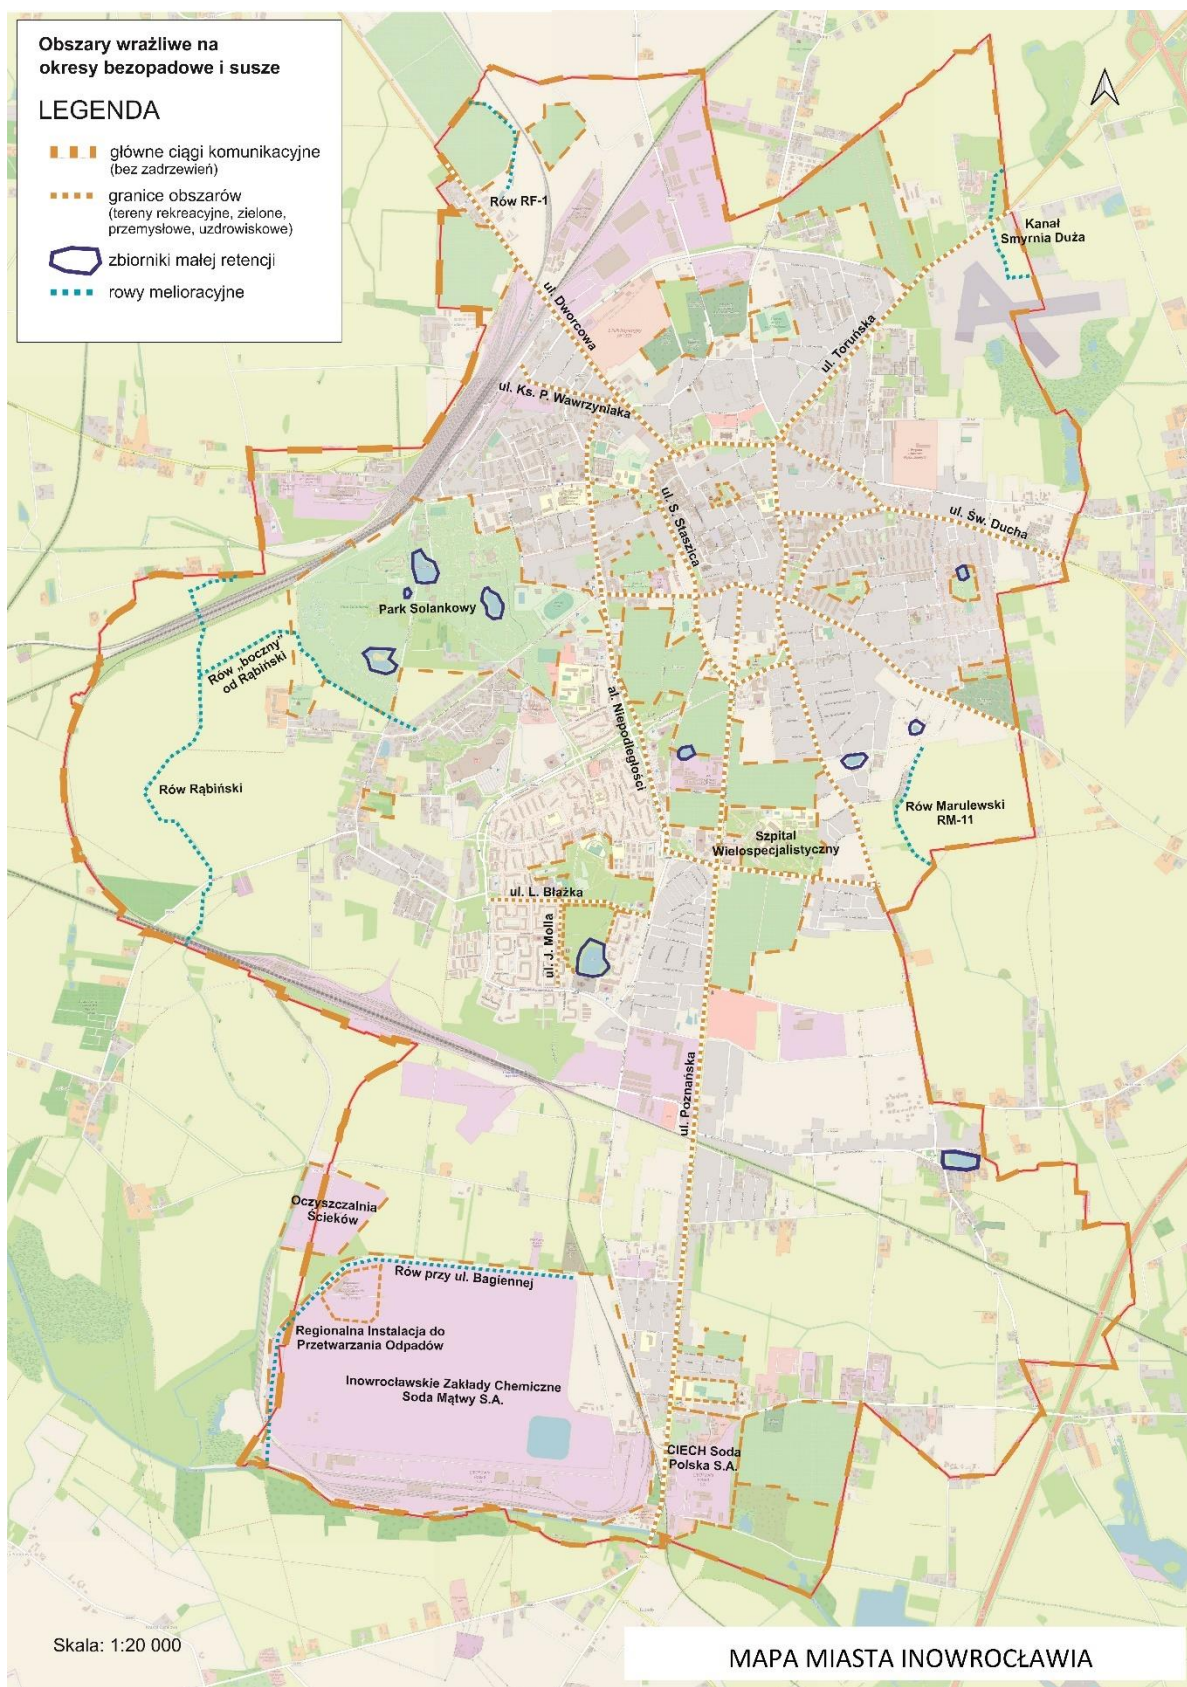 Obszary wrażliwe na
okresy bezopadowe i susze
LEGENDA
główne ciągi komunikacyjne
(bez zadrzewień)
granice obszarów
(tereny rekreacyjne, zielone,
przemysłowe, uzdrowiskowe)
zbiorniki małej retencji
rowy melioracyjne
Rów RF-1
Kanał
Smyrnia Duża
ul. Dworcowa
ul. Toruńska
ul. Ks. P. Wawrzyniaka
ul. S. Staszica
ul. Św. Ducha
Park Solankowy
Rów „boczny”
od Rąbiński
al. Niepodległości
Rów Rąbiński
Rów Marulewski
RM-11
Szpital
Wielospecjalistyczny
ul. L. Błażka
ul. J. Molla
ul. Poznańska
Oczyszczalnia
Ścieków
Rów przy ul. Bagiennej
Regionalna Instalacja do
Przetwarzania Odpadów
Inowrocławskie Zakłady Chemiczne
Soda Mątwy S.A.
CIECH Soda
Polska S.A.
Skala: 1:20 000
MAPA MIASTA INOWROCŁAWIA